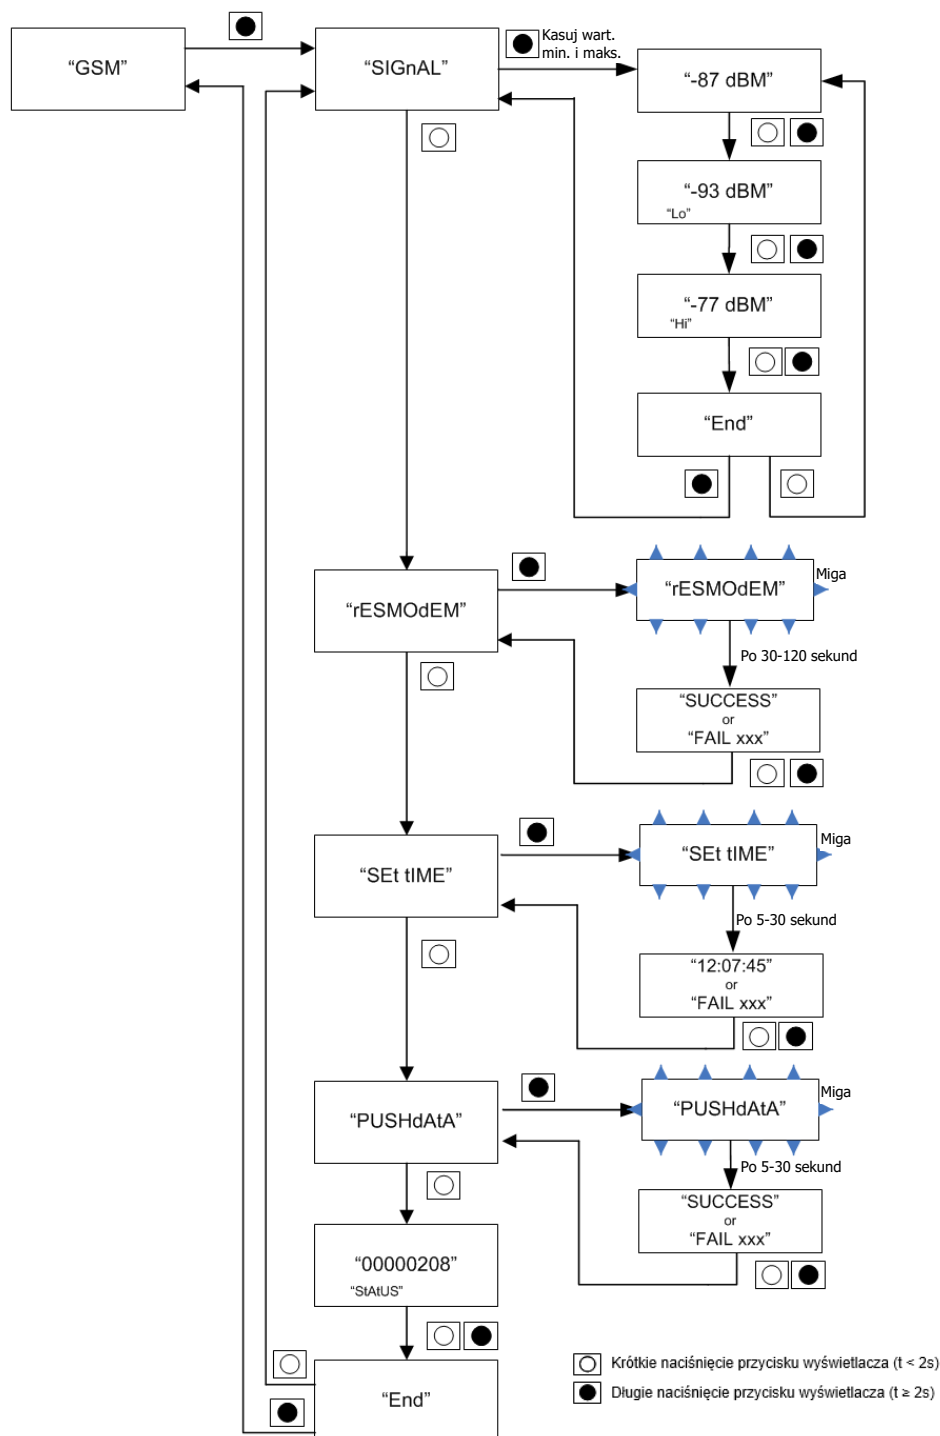 “GSM”
“SIGnAL”
Kasuj wart.
min. i maks.
“-87 dBM”
“-93 dBM”
“Lo”
“-77 dBM”
“Hi”
“End”
“rESMOdEM”
“rESMOdEM”
Miga
Po 30-120 sekund
“SUCCESS”
or
“FAIL xxx”
“SEt tIME”
“SEt tIME”
Miga
Po 5-30 sekund
“12:07:45”
or
“FAIL xxx”
“PUSHdAtA”
“PUSHdAtA”
Miga
Po 5-30 sekund
“SUCCESS”
or
“FAIL xxx”
“00000208”
“StAtUS”
“End”
Krótkie naciśnięcie przycisku wyświetlacza (t < 2s)
Długie naciśnięcie przycisku wyświetlacza (t ≥ 2s)